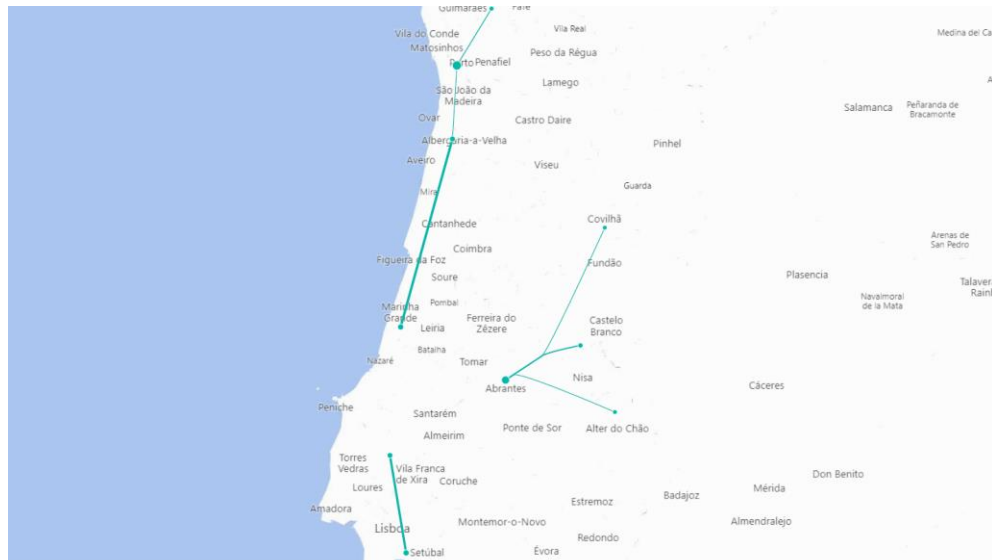 Guimarães
Fafe
Vila do Conde
Vila Real
Medina del Ca
Matosinhos
Porto
Penafiel
Peso da Régua
Lamego
São João da
Madeira
Salamanca
Peñaranda de
Bracamonte
A
Ovar
Castro Daire
Albergaria-a-Velha
Pinhel
Aveiro
Viseu
Mira
Guarda
Cantanhede
Covilhã
Coimbra
Arenas de
San Pedro
Figueira da Foz
Fundão
Soure
Plasencia
Talavera
Rein
Navalmoral
de la Mata
Marinha
Grande
Pombal
Leiria
Ferreira do
Zêzere
Castelo
Branco
Batalha
Nazaré
Tomar
Nisa
Abrantes
Cáceres
Peniche
Santarém
Almeirim
Ponte de Sor
Alter do Chão
Torres
Vedras
Vila Franca
de Xira
Loures
Coruche
Don Benito
Mérida
Badajoz
Estremoz
Amadora
Lisboa
Montemor-o-Novo
Almendralejo
Redondo
Setúbal
Évora